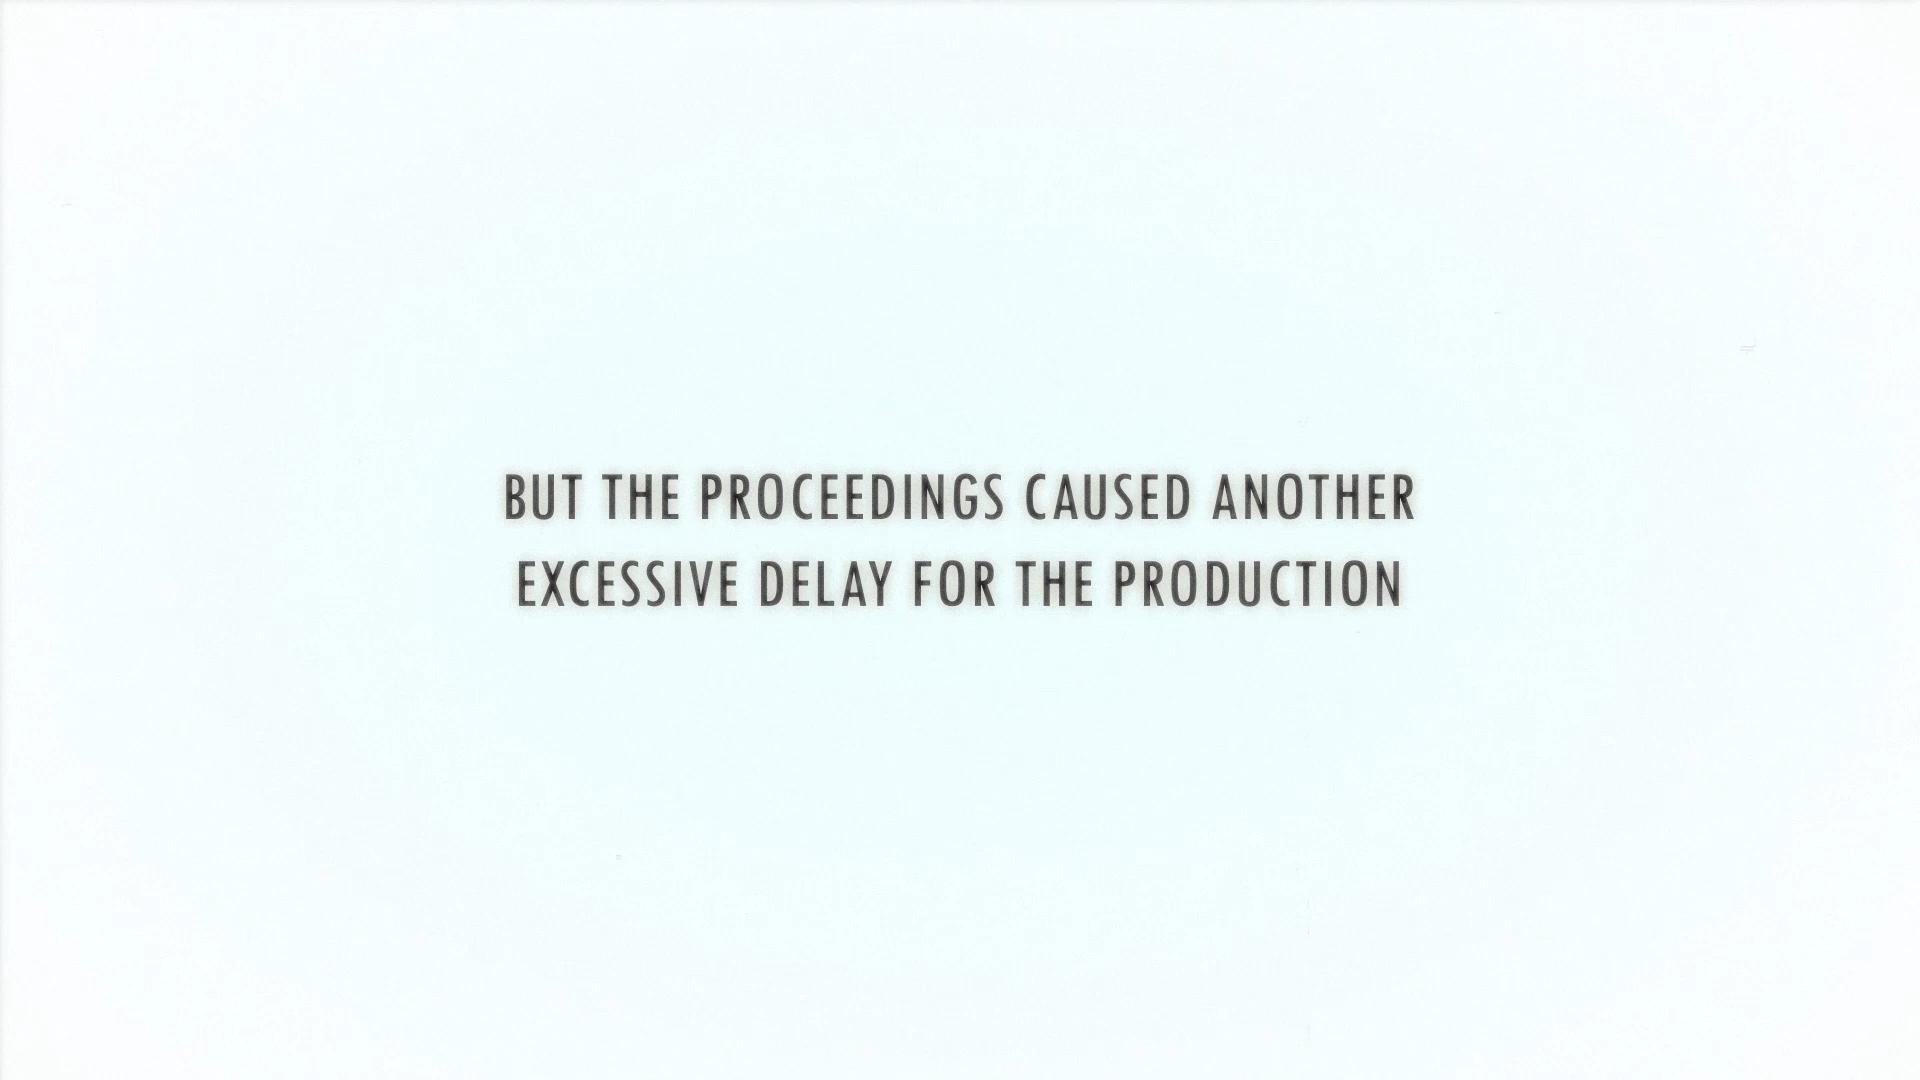 BUT THE PROCEEDINGS CAUSED ANOTHER
EXCESSIVE DELAY FOR THE PRODUCTION